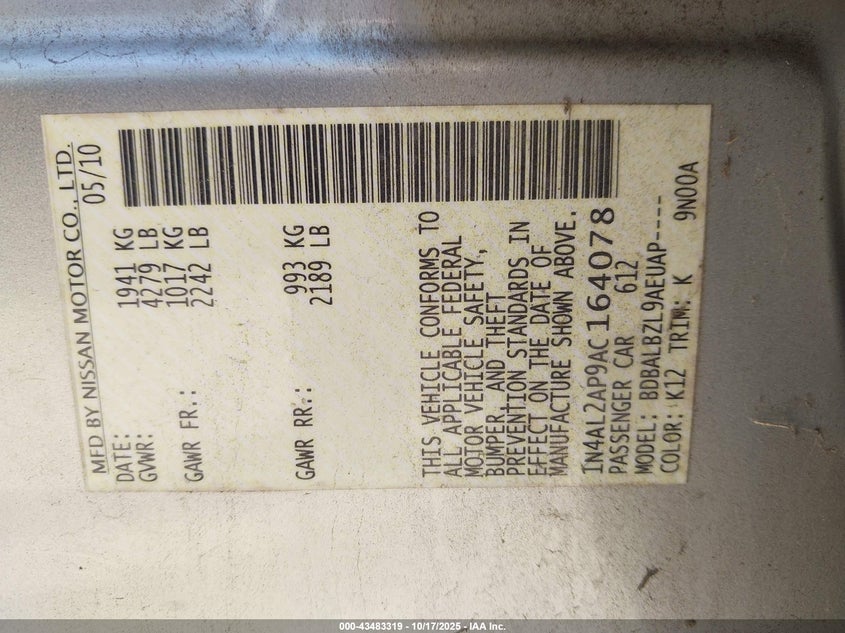 MFD BY NISSAN MOTOR CO., LTD.
DATE: 05/10
GVWR: 1941 KG
4279 LB
GAWR FR.: 1017 KG
2242 LB
GAWR RR.: 993 KG
2189 LB
THIS VEHICLE CONFORMS TO
ALL APPLICABLE FEDERAL
MOTOR VEHICLE SAFETY,
BUMPER, AND THEFT
PREVENTION STANDARDS IN
EFFECT ON THE DATE OF
MANUFACTURE SHOWN ABOVE.
1N4AL2AP9AC164078
PASSENGER CAR 612
MODEL: BDBALBZL9AEUAP----
COLOR: K12 TRIM: K 9N00A
000-43483319 - 10/17/2025 - IAA Inc.